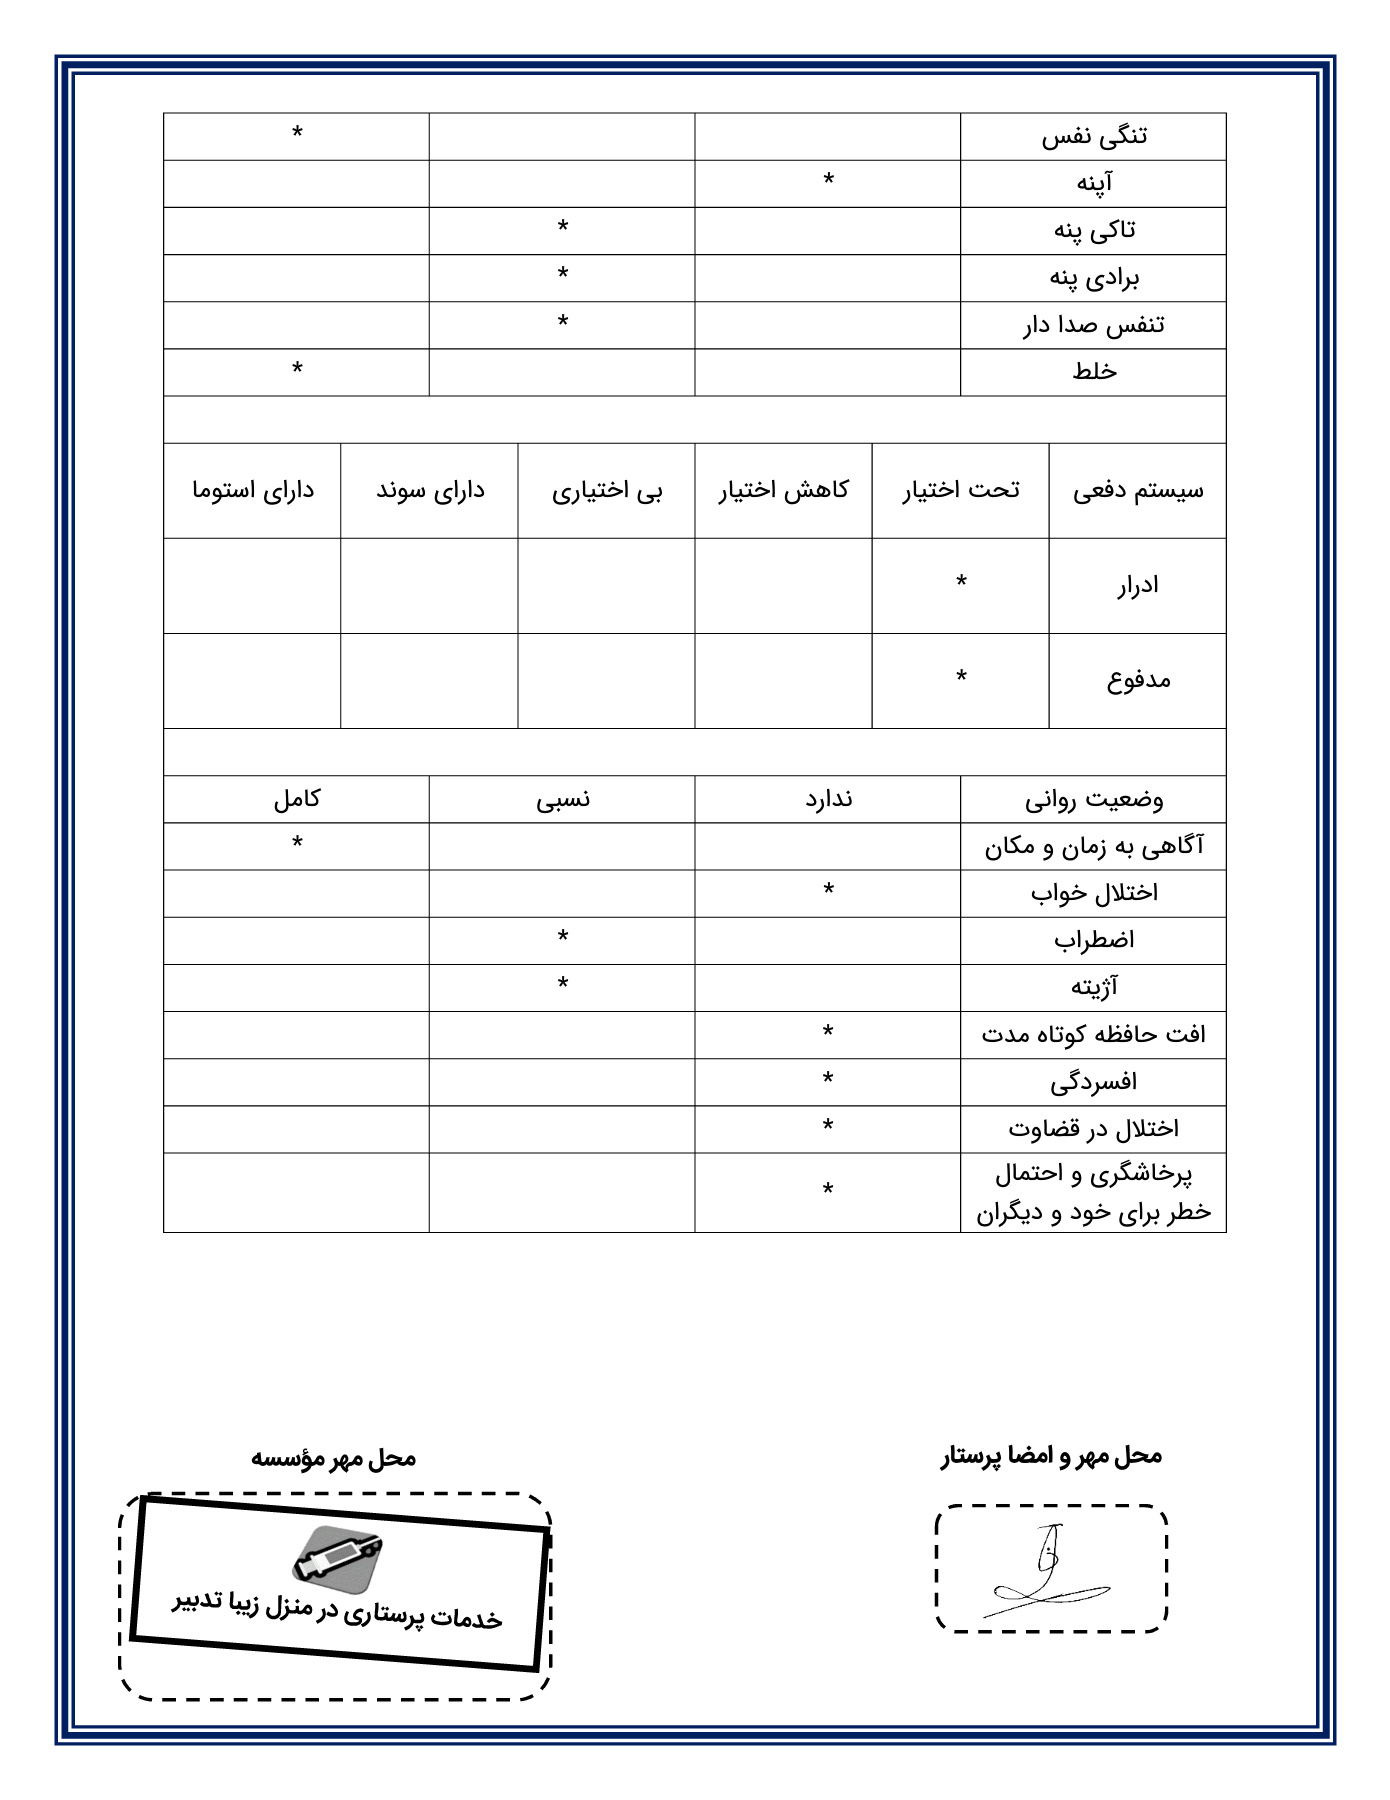 تنگی نفس *
آپنه *
تاکی پنه *
برادی پنه *
تنفس صدا دار *
خلط *
سیستم دفعی تحت اختیار کاهش اختیار بی اختیاری دارای سوند دارای استوما
ادرار *
مدفوع *
وضعیت روانی ندارد نسبی کامل
آگاهی به زمان و مکان *
اختلال خواب *
اضطراب *
آژیته *
افت حافظه کوتاه مدت *
افسردگی *
اختلال در قضاوت *
پرخاشگری و احتمال
خطر برای خود و دیگران *
محل مهر و امضا پرستار
محل مهر مؤسسه
خدمات پرستاری در منزل زیبا تدبیر